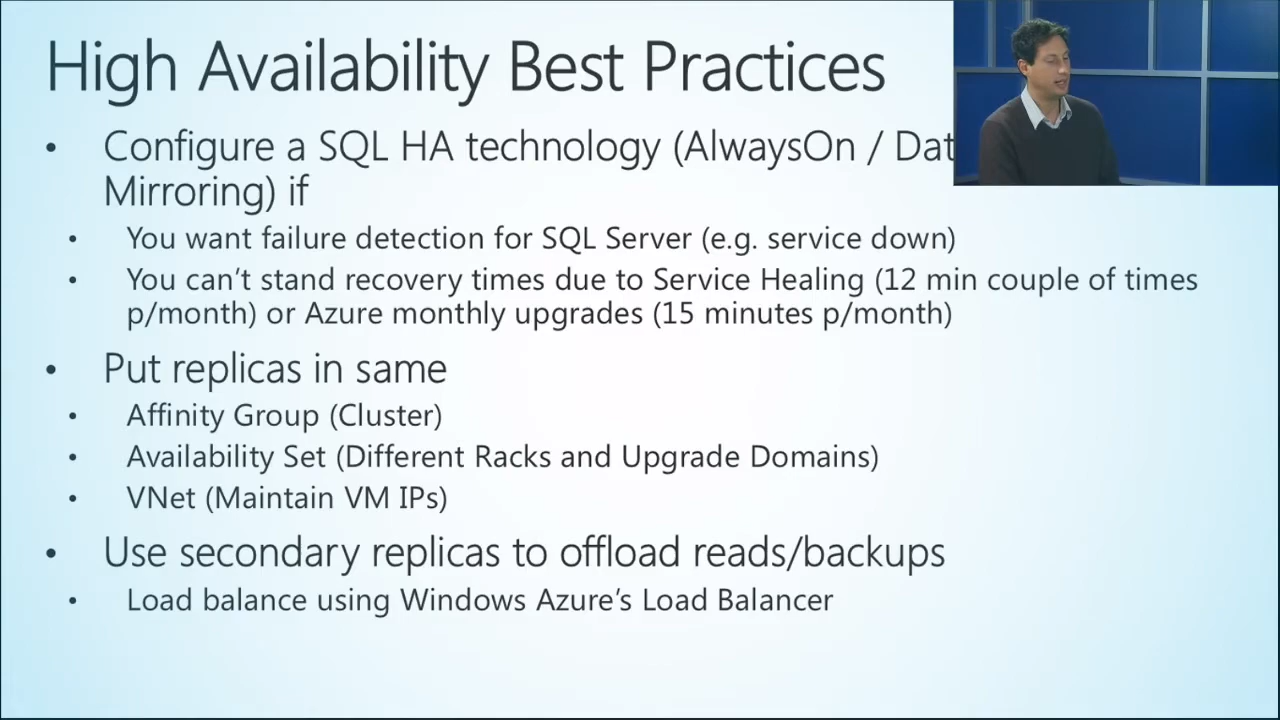 High Availability Best Practices
• Configure a SQL HA technology (AlwaysOn /
Mirroring) if
• You want failure detection for SQL Server (e.g. service down)
• You can't stand recovery times due to Service Healing (12 min couple of times
p/month) or Azure monthly upgrades (15 minutes p/month)
• Put replicas in same
• Affinity Group (Cluster)
• Availability Set (Different Racks and Upgrade Domains)
• VNet (Maintain VM IPs)
• Use secondary replicas to offload reads/backups
• Load balance using Windows Azure's Load Balancer